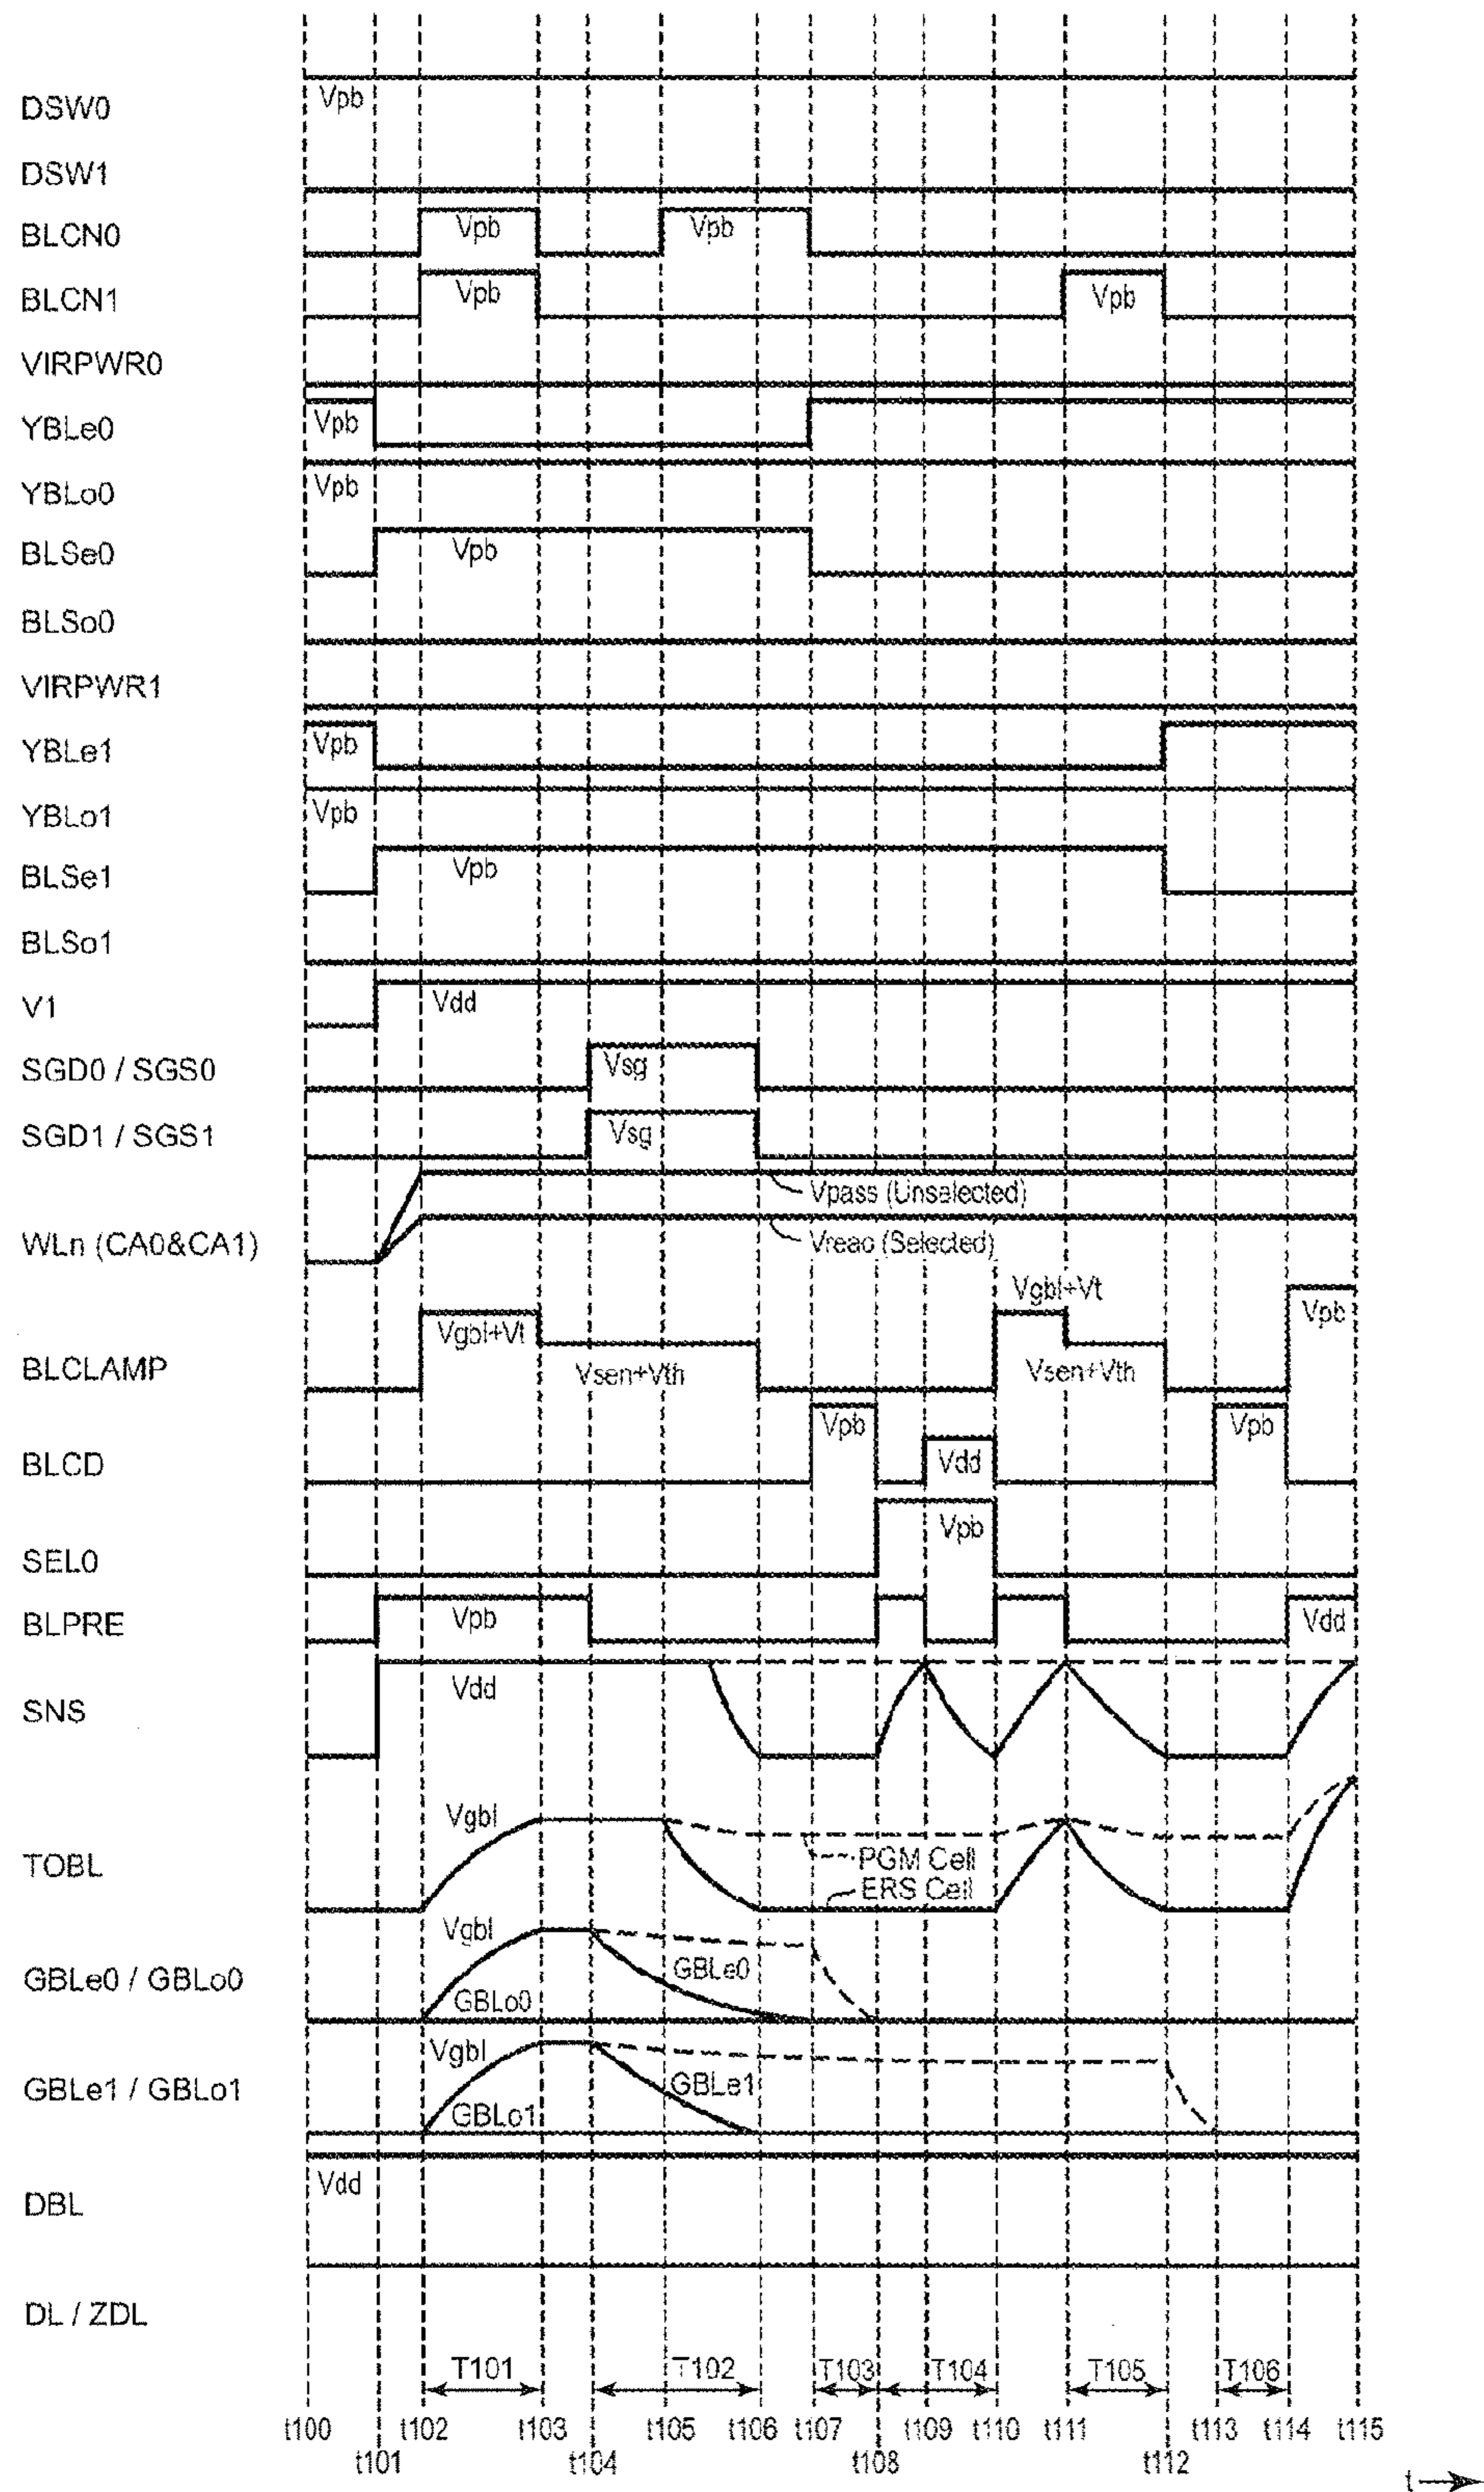 DSW0
Vpb
DSW1
BLCN0
Vpb
Vpb
BLCN1
Vpb
Vpb
VIRPWR0
YBLe0
Vpb
YBLo0
Vpb
BLSe0
Vpb
BLSo0
VIRPWR1
YBLe1
Vpb
YBLo1
Vpb
BLSe1
Vpb
BLSo1
V1
Vdd
SGD0 / SGS0
Vsg
SGD1 / SGS1
Vsg
Vpass (Unselected)
WLn (CA0&CA1)
Vread (Selected)
Vgbl+Vt
Vgbl+Vt
Vpb
BLCLAMP
Vsen+Vth
Vsen+Vth
BLCD
Vpb
Vdd
Vpb
SEL0
Vpb
BLPRE
Vpb
Vdd
SNS
Vdd
TOBL
Vgbl
PGM Cell
ERS Cell
Vgbl
GBLe0 / GBLo0
GBLe0
GBLo0
Vgbl
GBLe1 / GBLo1
GBLe1
GBLo1
DBL
Vdd
DL / ZDL
T101 T102 T103 T104 T105 T106
t100 t102 t103 t105 t106 t107 t109 t110 t111 t113 t114 t115
t101 t104 t108 t112
t